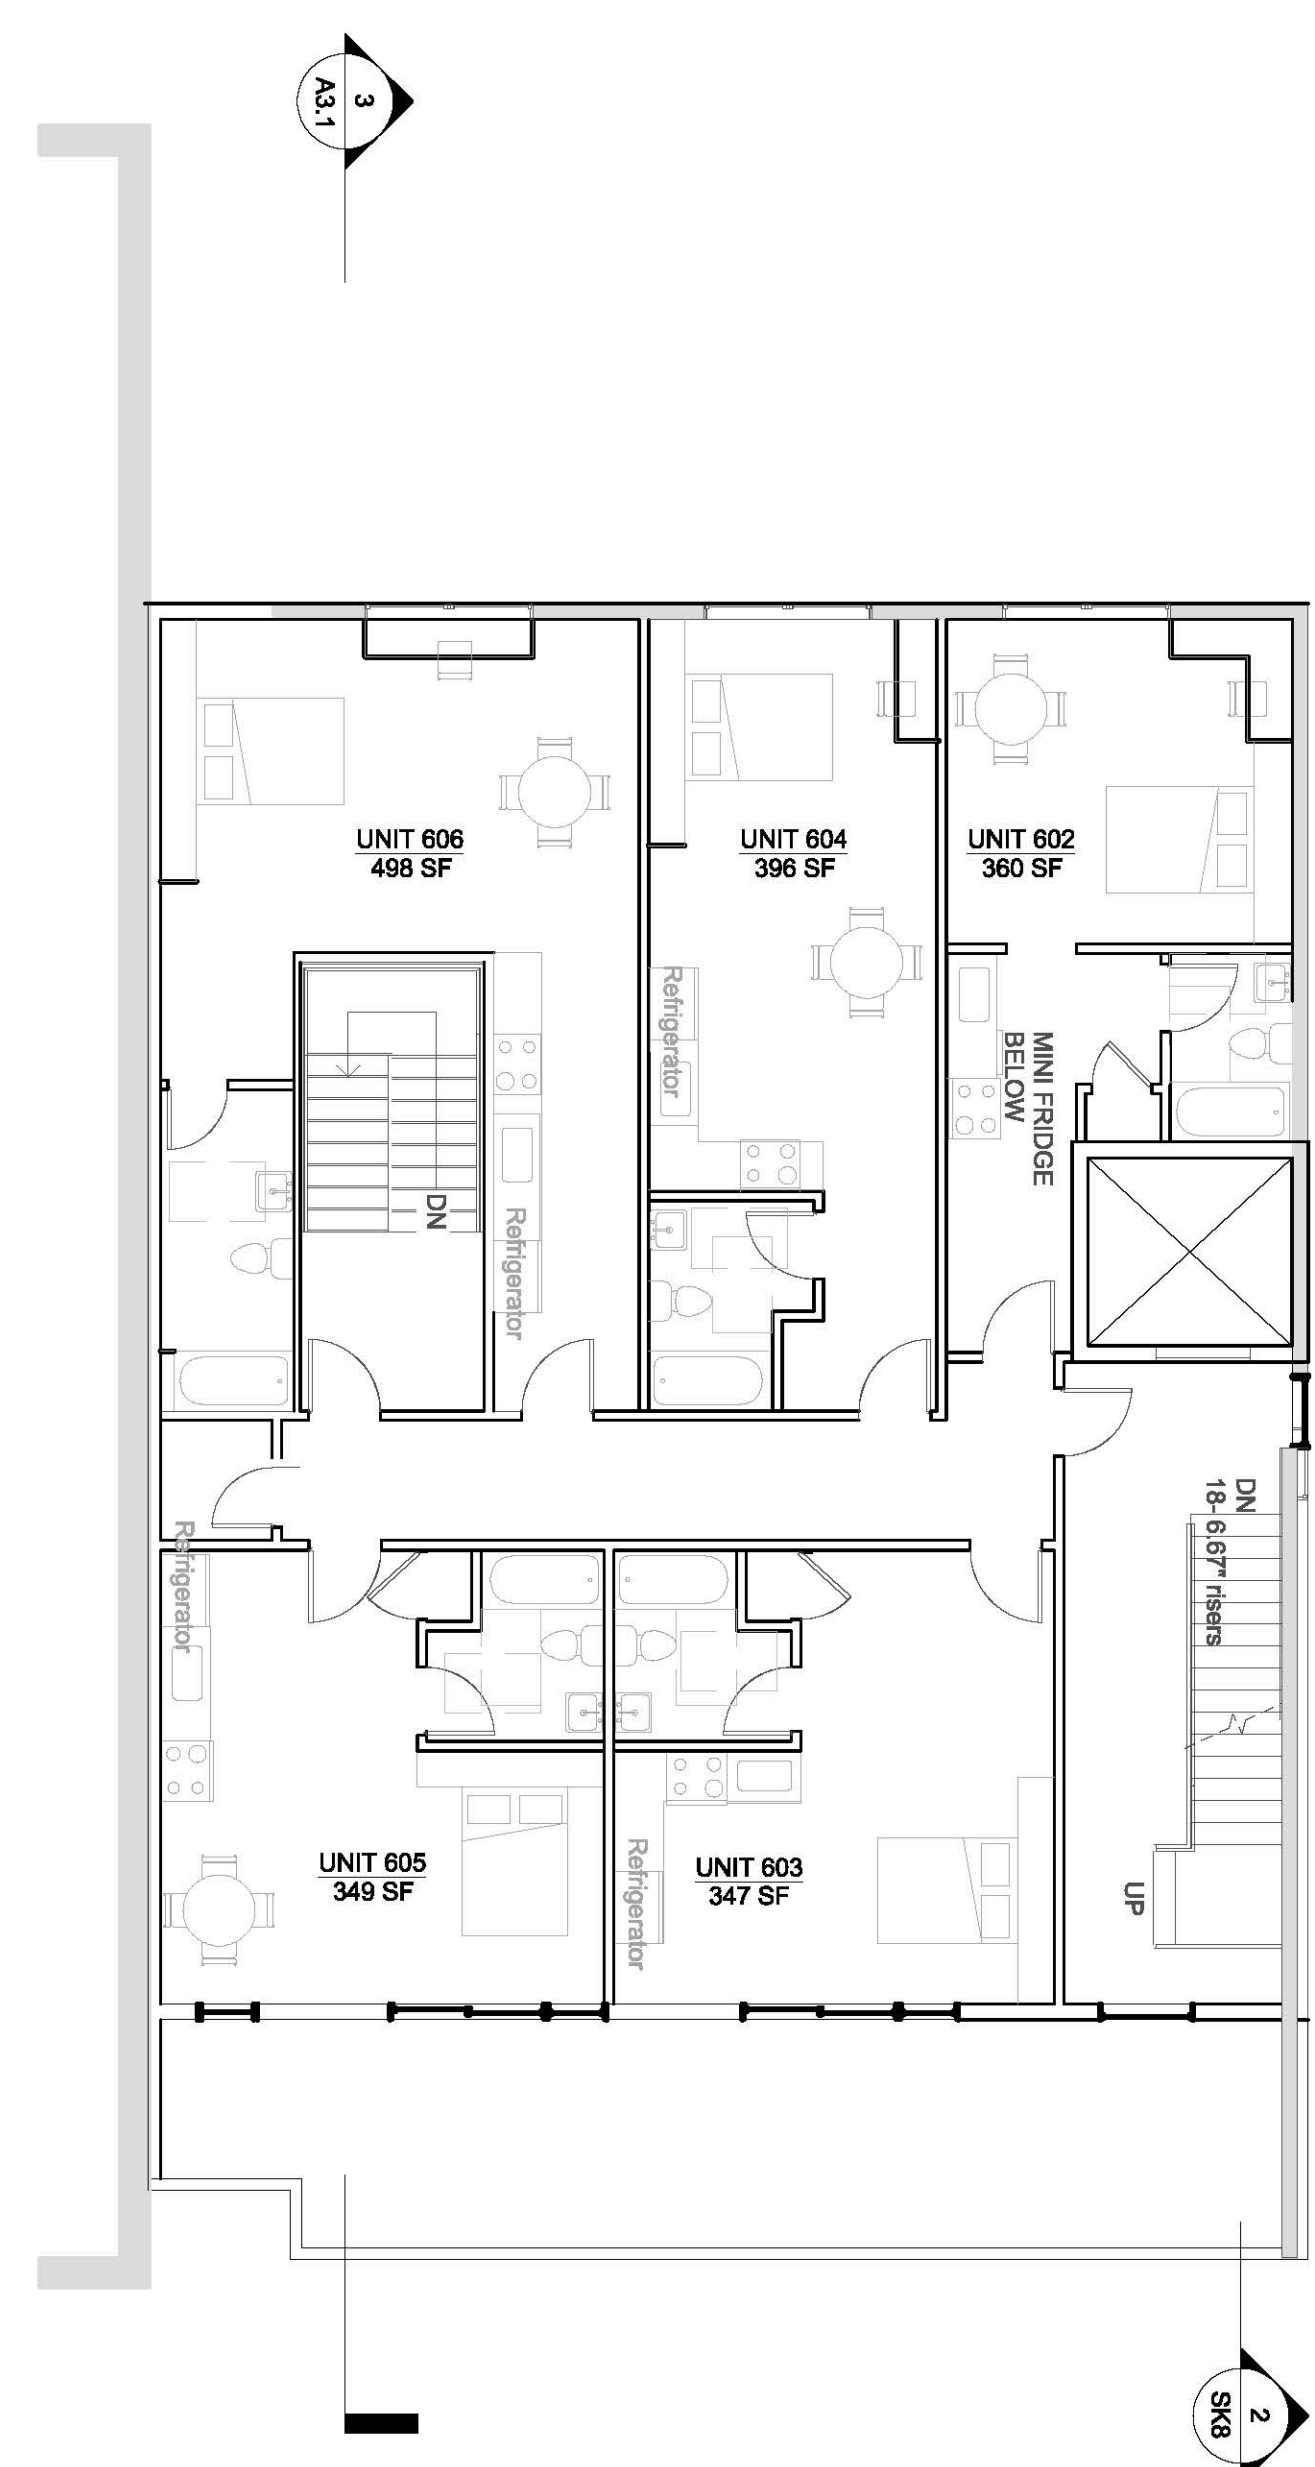 3
A3.1
UNIT 606
498 SF
UNIT 604
396 SF
UNIT 602
360 SF
Refrigerator
MINI FRIDGE
BELOW
DN
Refrigerator
DN
18- 6.67" risers
Refrigerator
UNIT 605
349 SF
UNIT 603
347 SF
Refrigerator
UP
2
SK8